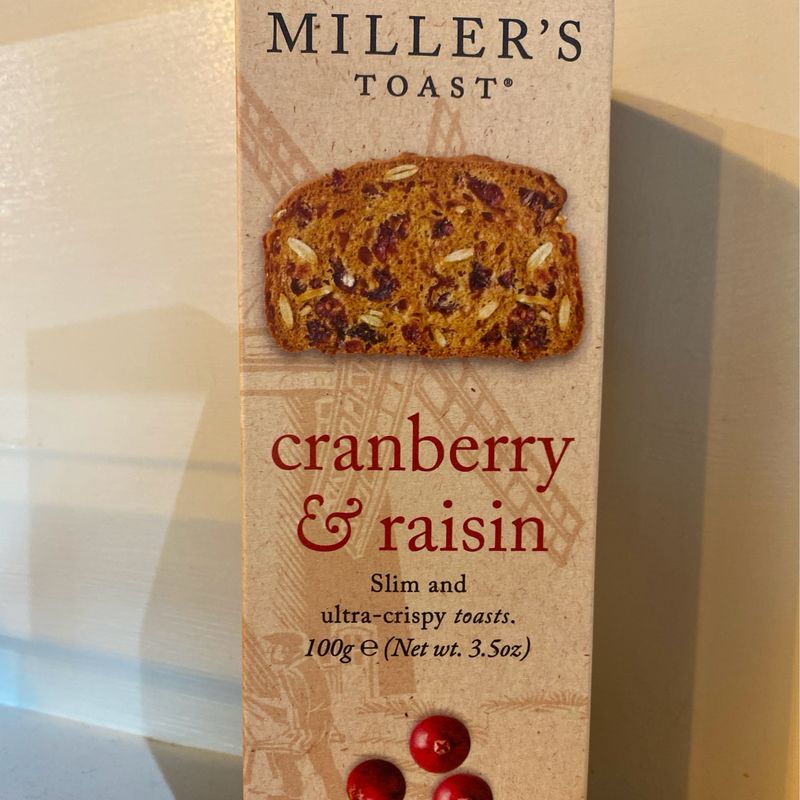 MILLER'S
TOAST®
cranberry
& raisin
Slim and
ultra-crispy toasts.
100g ℮ (Net wt. 3.5oz)